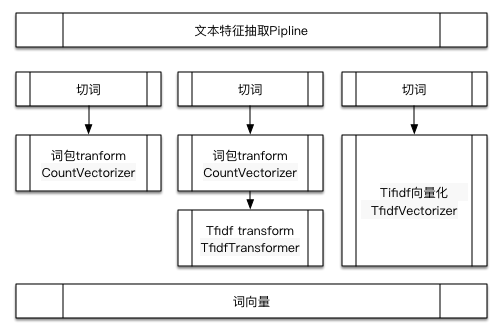 文本特征抽取Pipline
切词
切词
切词
词包tranform
CountVectorizer
词包tranform
CountVectorizer
Tfidf transform
TfidfTransformer
Tifidf向量化
TfidfVectorizer
词向量